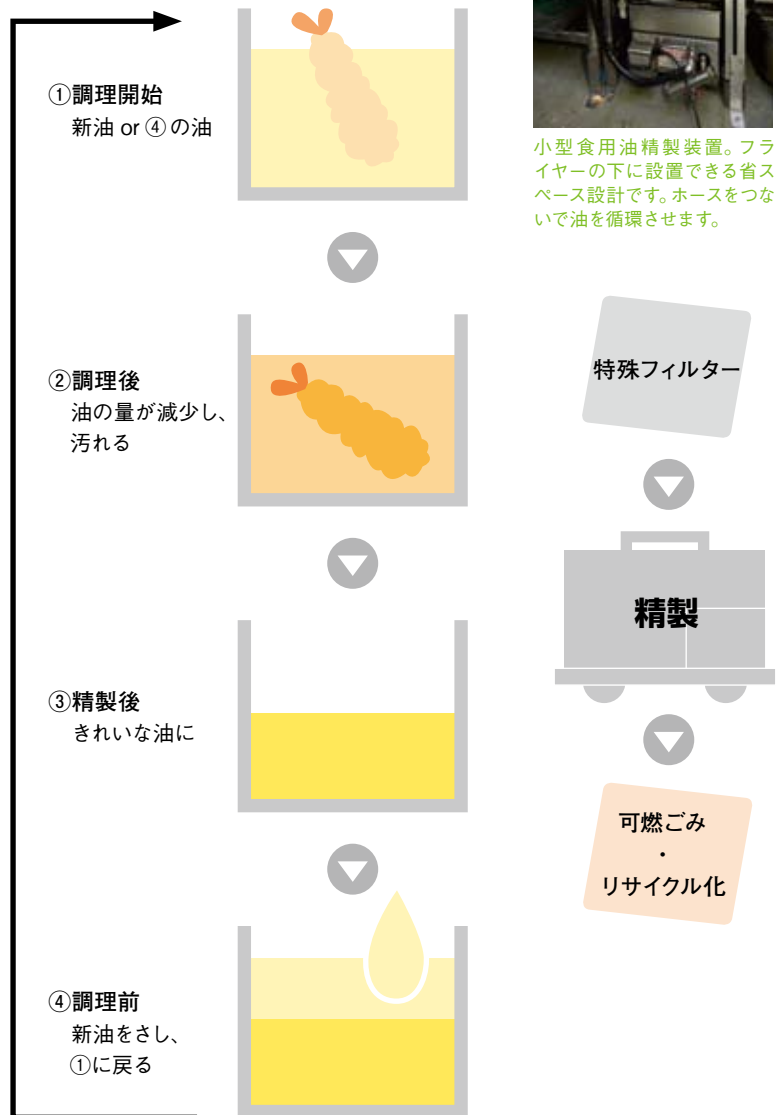 ①調理開始
新油 or ④の油
小型食用油精製装置。フラ
イヤーの下に設置できる省ス
ペース設計です。ホースをつな
いで油を循環させます。
②調理後
油の量が減少し、
汚れる
特殊フィルター
精製
③精製後
きれいな油に
可燃ごみ
・
リサイクル化
④調理前
新油をさし、
①に戻る